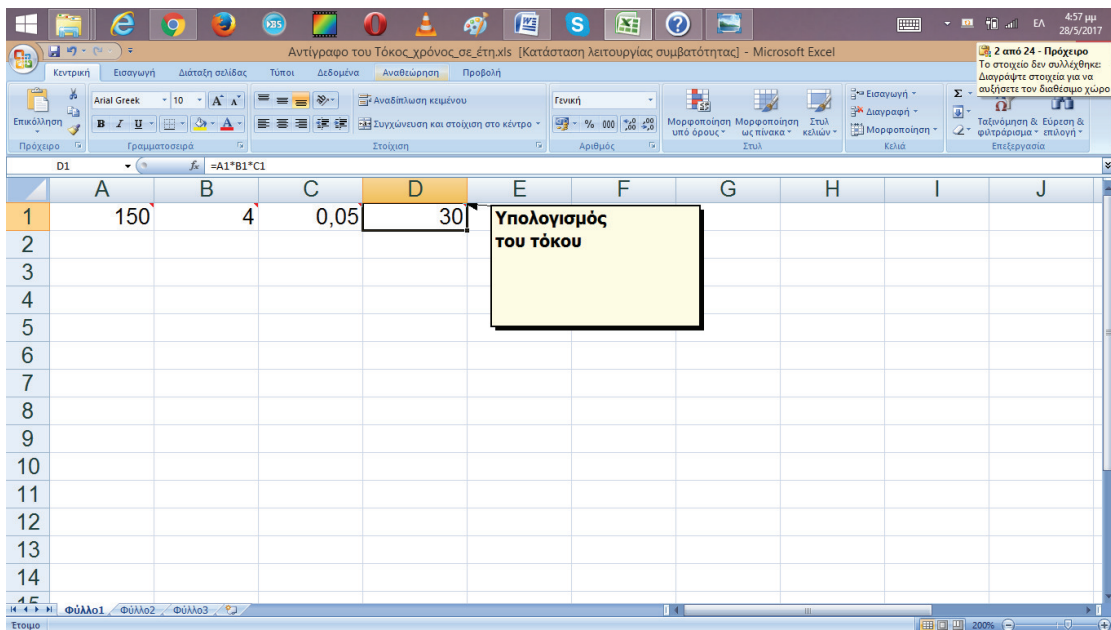 4:57 μμ
ΕΛ
28/5/2017
Αντίγραφο του Τόκος_χρόνος_σε_έτη.xls [Κατάσταση λειτουργίας συμβατότητας] - Microsoft Excel
2 από 24 - Πρόχειρο
Το στοιχείο δεν συλλέχθηκε:
Διαγράψτε στοιχεία για να
αυξήσετε τον διαθέσιμο χώρο
Κεντρική Εισαγωγή Διάταξη σελίδας Τύποι Δεδομένα Αναθεώρηση Προβολή
Επικόλληση
Πρόχειρο
Arial Greek 10
B I U
Γραμματοσειρά
Αναδίπλωση κειμένου
Συγχώνευση και στοίχιση στο κέντρο
Στοίχιση
Γενική
% 000
Αριθμός
Μορφοποίηση υπό όρους
Μορφοποίηση ως πίνακα
Στυλ κελιών
Στυλ
Εισαγωγή
Διαγραφή
Μορφοποίηση
Κελιά
Σ
Ταξινόμηση & φιλτράρισμα
Εύρεση & επιλογή
Επεξεργασία
D1 fx =A1*B1*C1
A B C D E F G H I J
1 150 4 0,05 30
Υπολογισμός
του τόκου
2
3
4
5
6
7
8
9
10
11
12
13
14
15
Φύλλο1 Φύλλο2 Φύλλο3
Έτοιμο 200%